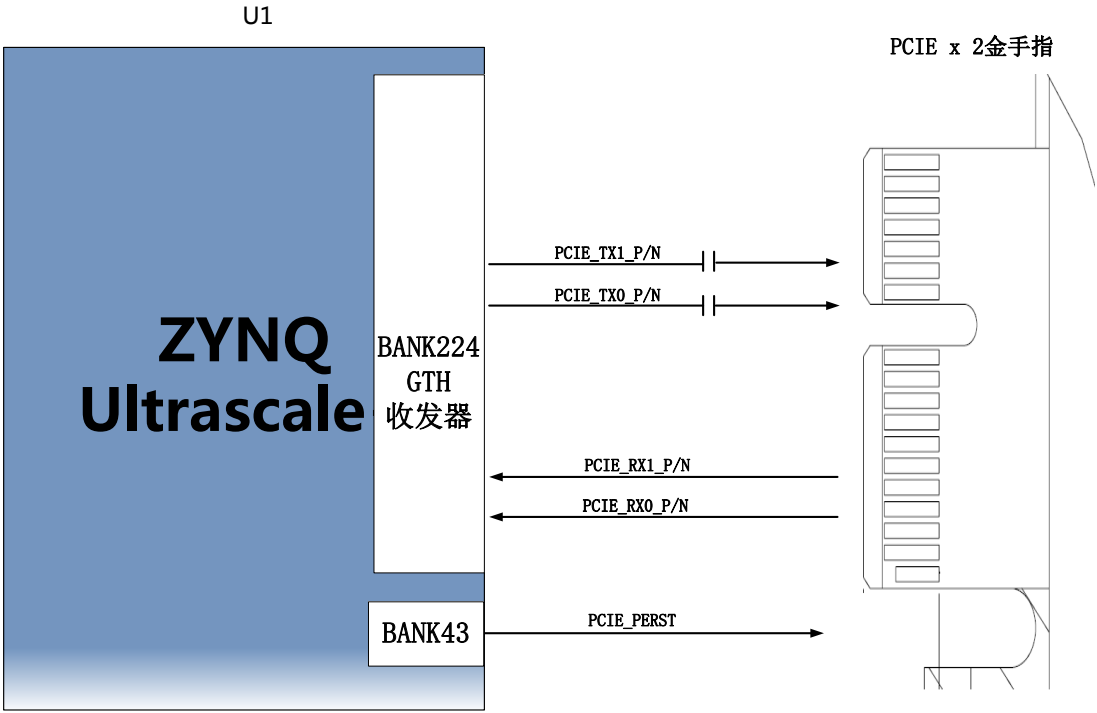 U1
PCIE x 2金手指
PCIE_TX1_P/N
PCIE_TX0_P/N
ZYNQ
Ultrascale
BANK224
GTH
收发器
PCIE_RX1_P/N
PCIE_RX0_P/N
BANK43
PCIE_PERST